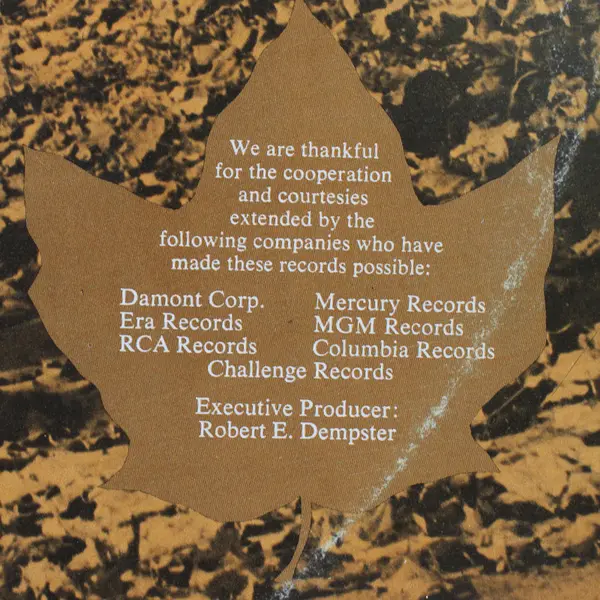 We are thankful
for the cooperation
and courtesies
extended by the
following companies who have
made these records possible:
Damont Corp. Mercury Records
Era Records MGM Records
RCA Records Columbia Records
Challenge Records
Executive Producer:
Robert E. Dempster